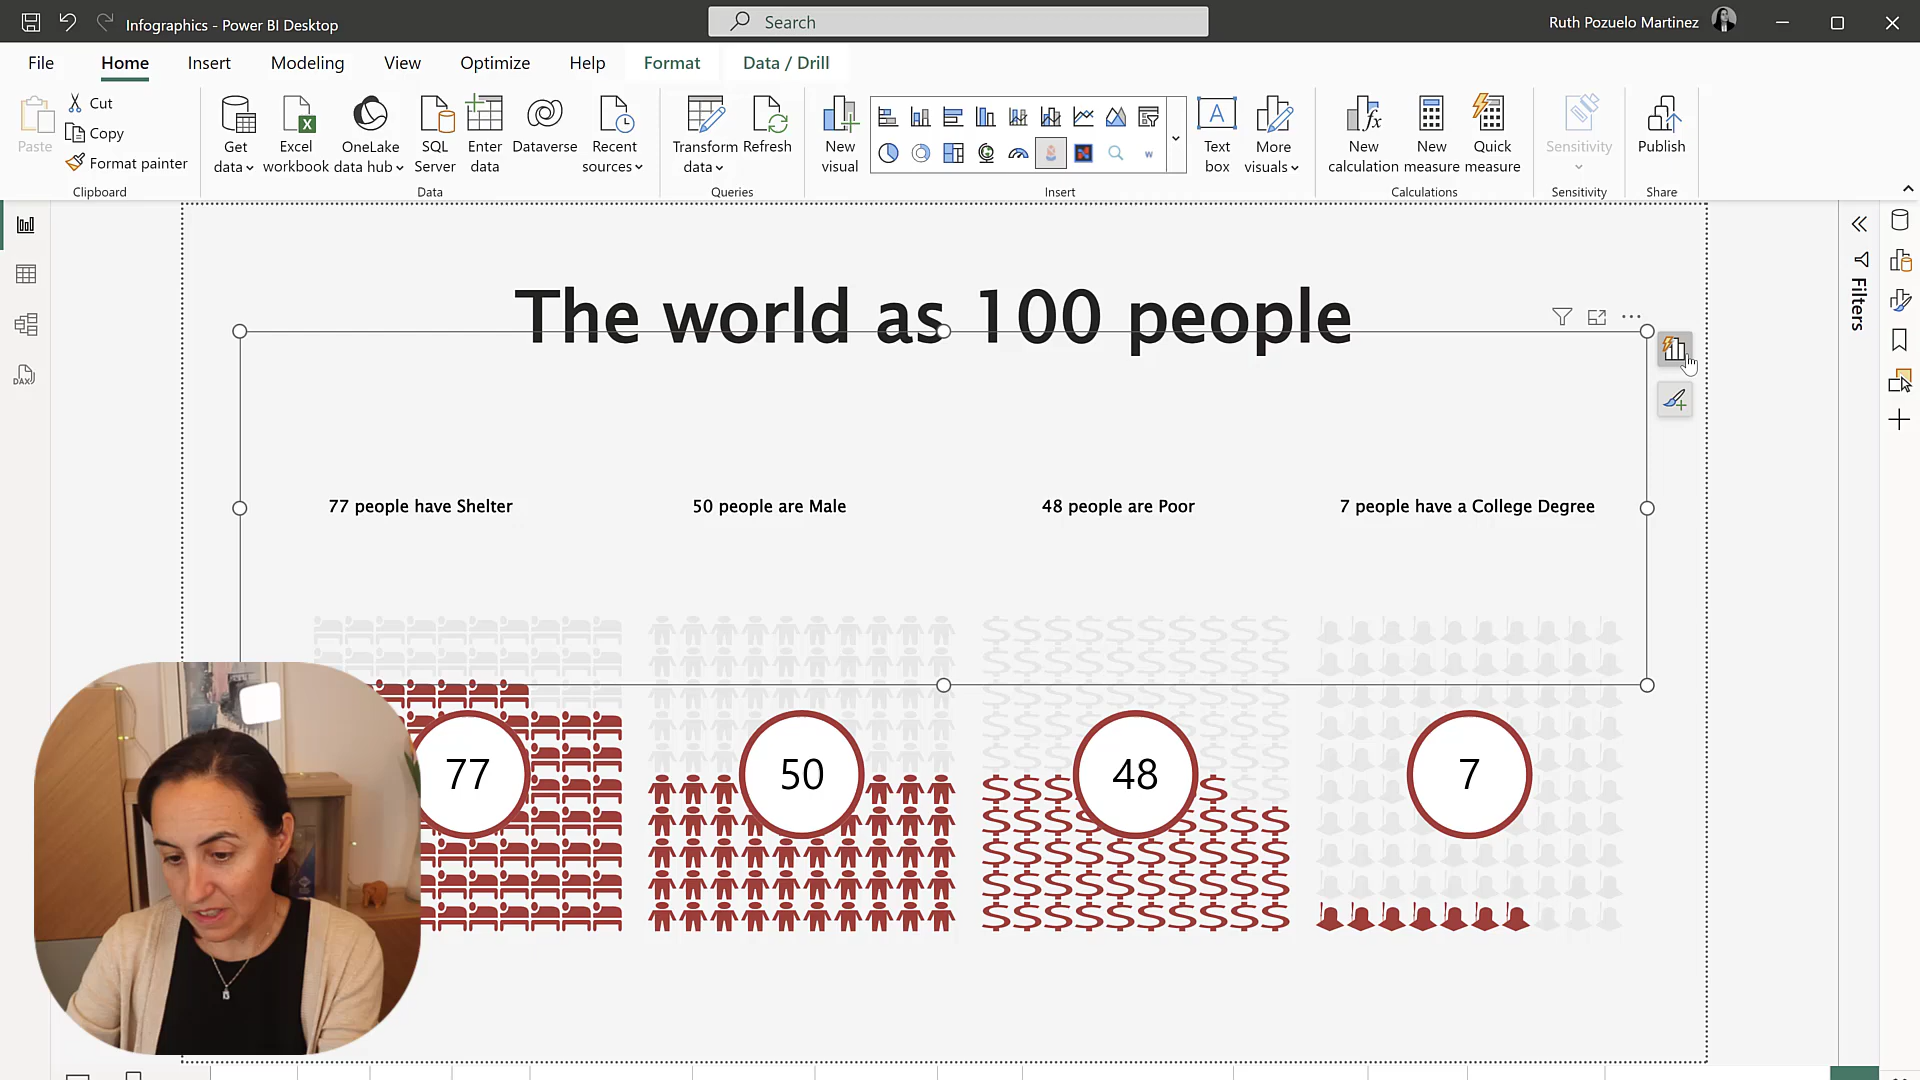 Infographics - Power BI Desktop
Search
Ruth Pozuelo Martinez
File Home Insert Modeling View Optimize Help Format Data / Drill
Paste
Cut
Copy
Format painter
Get data
Excel workbook
OneLake data hub
SQL Server
Enter data
Dataverse
Recent sources
Transform data
Refresh
New visual
Text box
More visuals
New calculation
New measure
Quick measure
Sensitivity
Publish
Clipboard Data Queries Insert Calculations Sensitivity Share
The world as 100 people
Filters
DAX
77 people have Shelter 50 people are Male 48 people are Poor 7 people have a College Degree
77 50 48 7